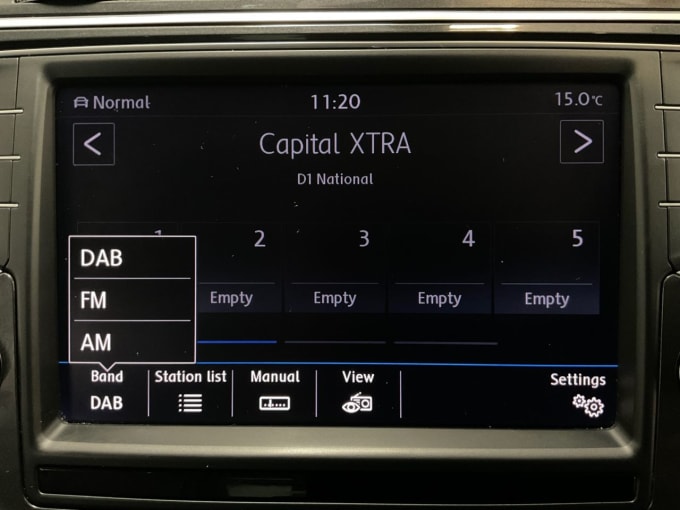 Normal 11:20 15.0°C
< Capital XTRA >
D1 National
2 3 4 5
Empty Empty Empty Empty
DAB
FM
AM
Band Station list Manual View Settings
DAB